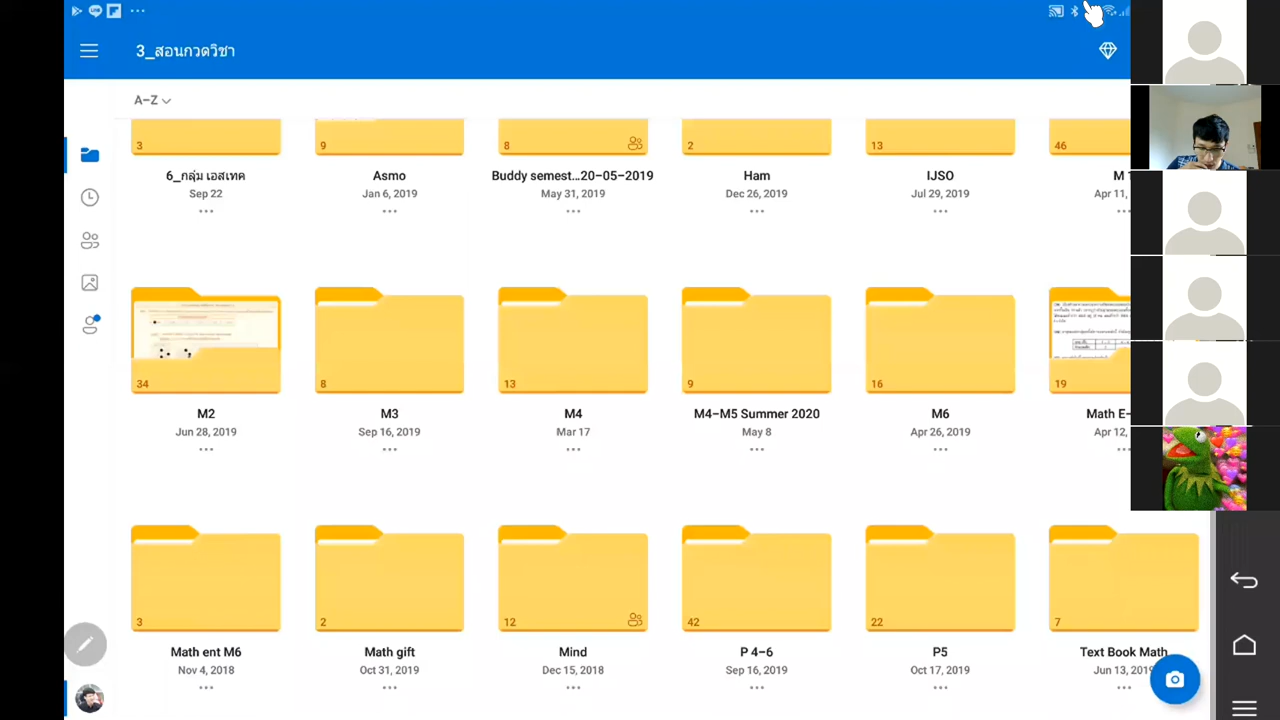 3_สอนกวดวิชา
A–Z
3
9
8
2
13
46
6_กลุ่ม เอสเทค
Asmo
Buddy semest...20-05-2019
Ham
IJSO
M
Sep 22
Jan 6, 2019
May 31, 2019
Dec 26, 2019
Jul 29, 2019
Apr 11,
34
8
13
9
16
19
M2
M3
M4
M4-M5 Summer 2020
M6
Math E-
Jun 28, 2019
Sep 16, 2019
Mar 17
May 8
Apr 26, 2019
Apr 12,
3
2
12
42
22
7
Math ent M6
Math gift
Mind
P 4-6
P5
Text Book Math
Nov 4, 2018
Oct 31, 2019
Dec 15, 2018
Sep 16, 2019
Oct 17, 2019
Jun 13, 2019